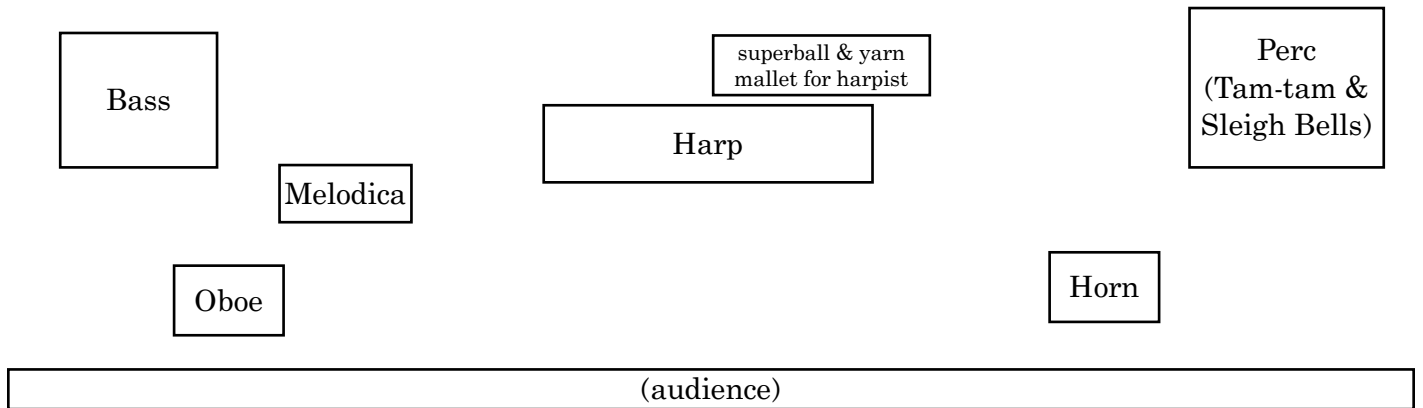 Bass
superball & yarn
mallet for harpist
Perc
(Tam-tam &
Sleigh Bells)
Harp
Melodica
Oboe
Horn
(audience)